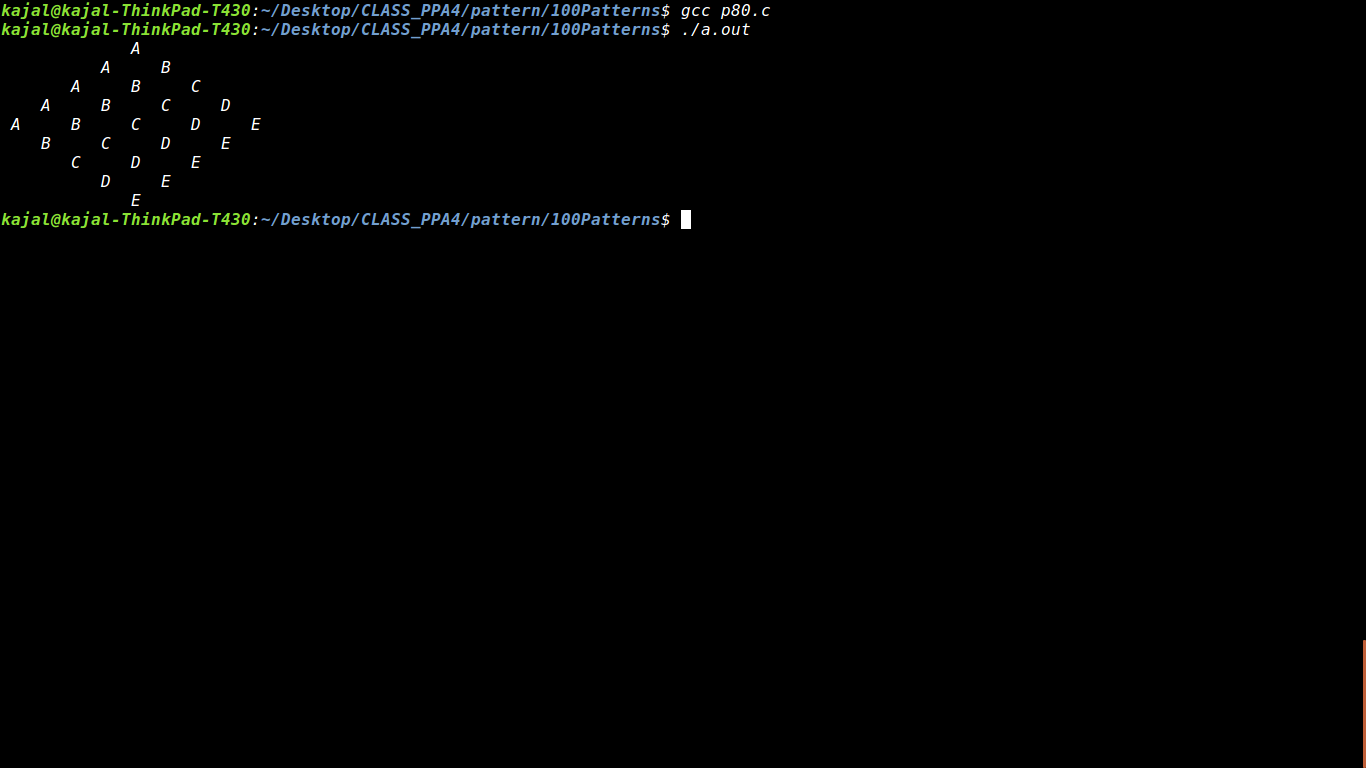 kajal@kajal-ThinkPad-T430:~/Desktop/CLASS_PPA4/pattern/100Patterns$ gcc p80.c
kajal@kajal-ThinkPad-T430:~/Desktop/CLASS_PPA4/pattern/100Patterns$ ./a.out
             A
          A     B
       A     B     C
    A     B     C     D
 A     B     C     D     E
    B     C     D     E
       C     D     E
          D     E
             E
kajal@kajal-ThinkPad-T430:~/Desktop/CLASS_PPA4/pattern/100Patterns$